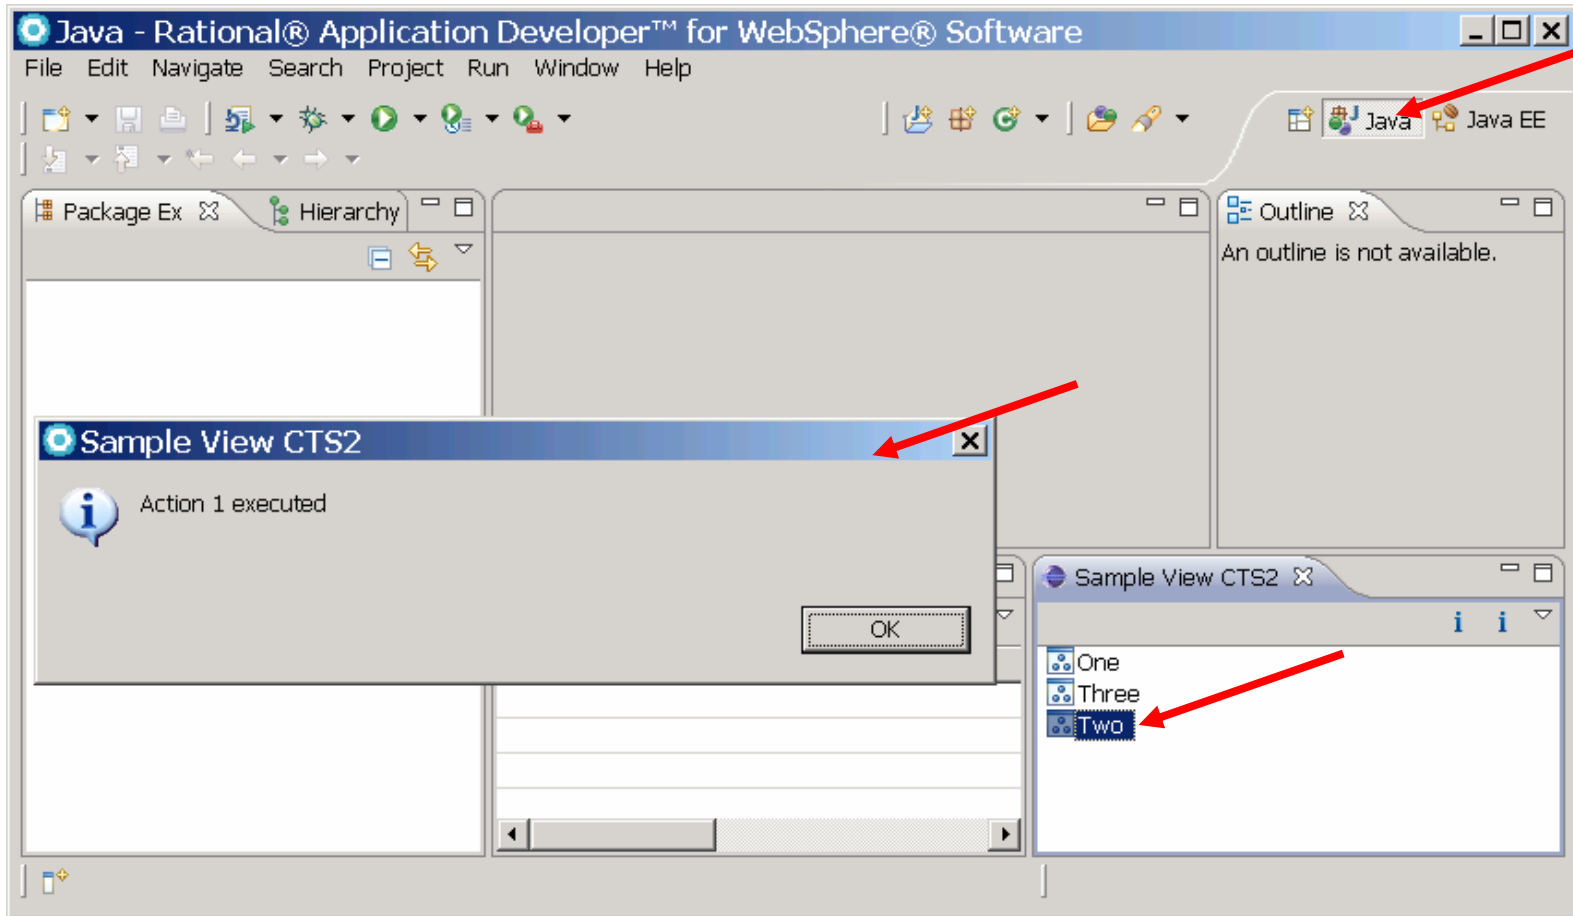 Java - Rational® Application Developer™ for WebSphere® Software
File Edit Navigate Search Project Run Window Help
Java Java EE
Package Ex Hierarchy
Outline
An outline is not available.
Sample View CTS2
Action 1 executed
OK
Sample View CTS2
One
Three
Two